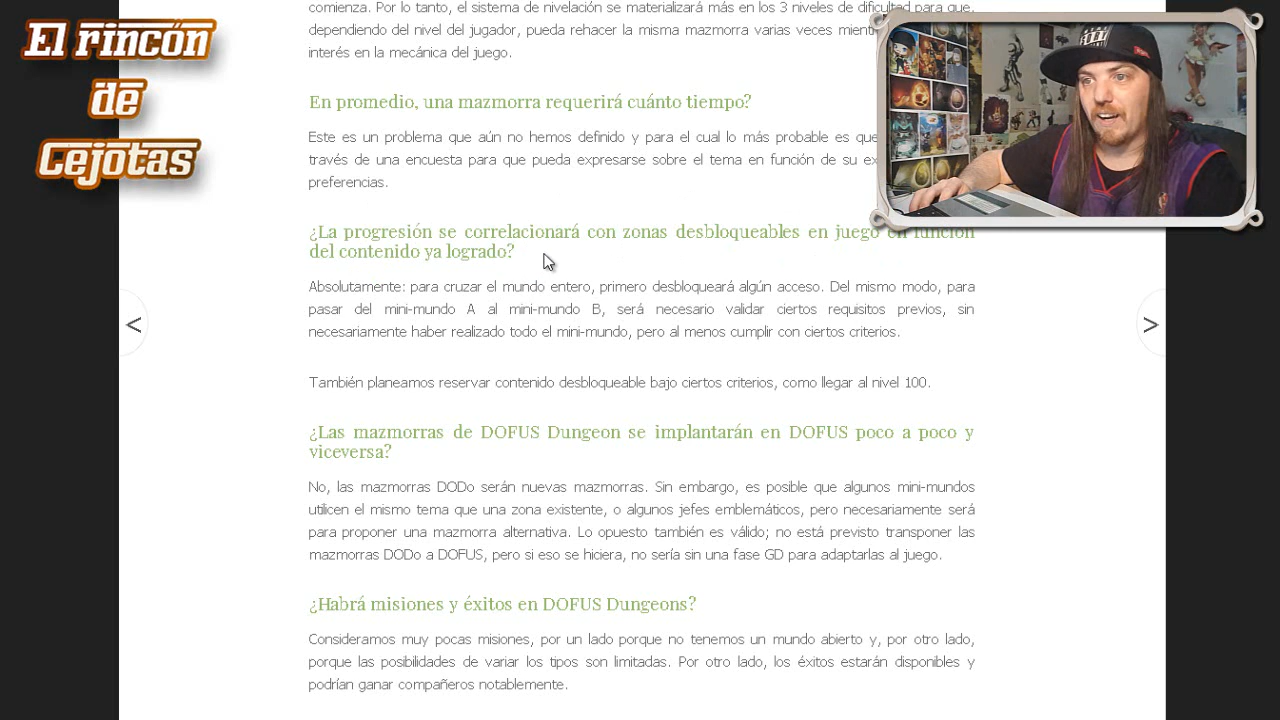 El rincón
de
Cejotas
comienza. Por lo tanto, el sistema de nivelación se materializará más en los 3 niveles de dificultad para que,
dependiendo del nivel del jugador, pueda rehacer la misma mazmorra varias veces
interés en la mecánica del juego.
En promedio, una mazmorra requerirá cuánto tiempo?
Este es un problema que aún no hemos definido y para el cual lo más probable es que
través de una encuesta para que pueda expresarse sobre el tema en función de su
preferencias.
¿La progresión se correlacionará con zonas desbloqueables en juego en función
del contenido ya logrado?
Absolutamente: para cruzar el mundo entero, primero desbloqueará algún acceso. Del mismo modo, para
pasar del mini-mundo A al mini-mundo B, será necesario validar ciertos requisitos previos, sin
necesariamente haber realizado todo el mini-mundo, pero al menos cumplir con ciertos criterios.
También planeamos reservar contenido desbloqueable bajo ciertos criterios, como llegar al nivel 100.
¿Las mazmorras de DOFUS Dungeon se implantarán en DOFUS poco a poco y
viceversa?
No, las mazmorras DODo serán nuevas mazmorras. Sin embargo, es posible que algunos mini-mundos
utilicen el mismo tema que una zona existente, o algunos jefes emblemáticos, pero necesariamente será
para proponer una mazmorra alternativa. Lo opuesto también es válido; no está previsto transponer las
mazmorras DODo a DOFUS, pero si eso se hiciera, no sería sin una fase GD para adaptarlas al juego.
¿Habrá misiones y éxitos en DOFUS Dungeons?
Consideramos muy pocas misiones, por un lado porque no tenemos un mundo abierto y, por otro lado,
porque las posibilidades de variar los tipos son limitadas. Por otro lado, los éxitos estarán disponibles y
podrían ganar compañeros notablemente.